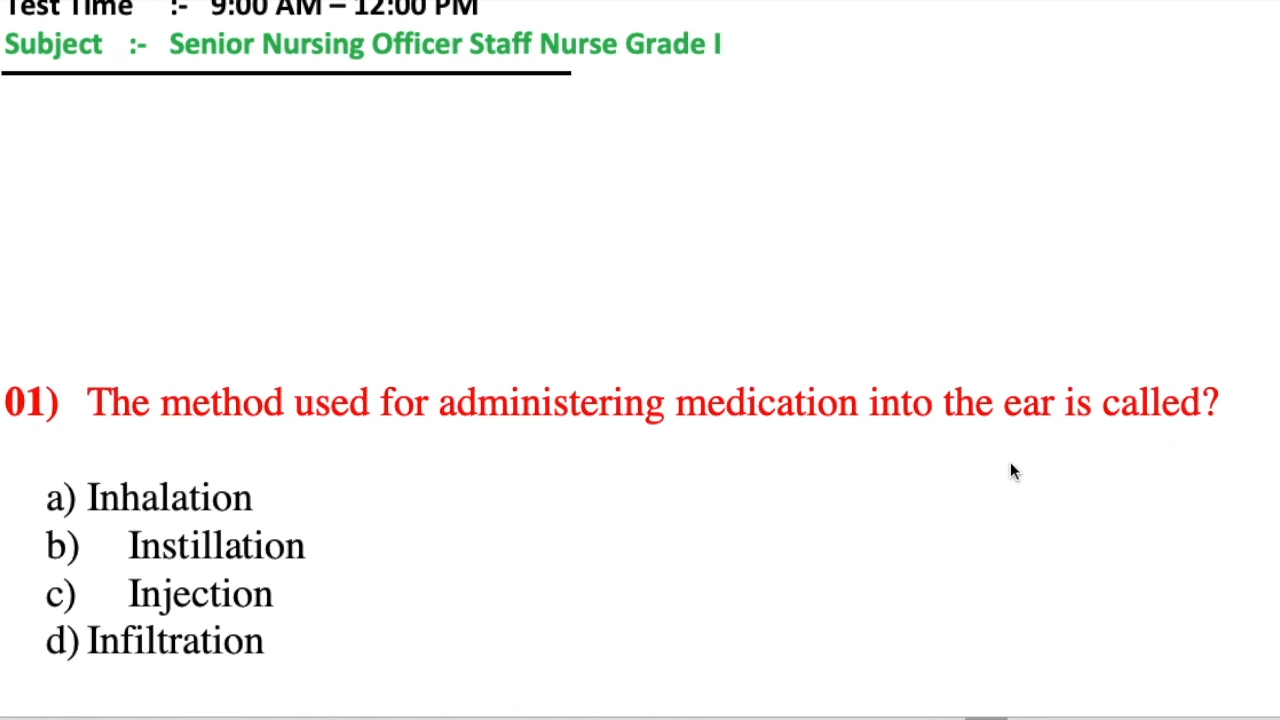 Test Time :- 9:00 AM – 12:00 PM
Subject :- Senior Nursing Officer Staff Nurse Grade I
01) The method used for administering medication into the ear is called?
a) Inhalation
b) Instillation
c) Injection
d) Infiltration